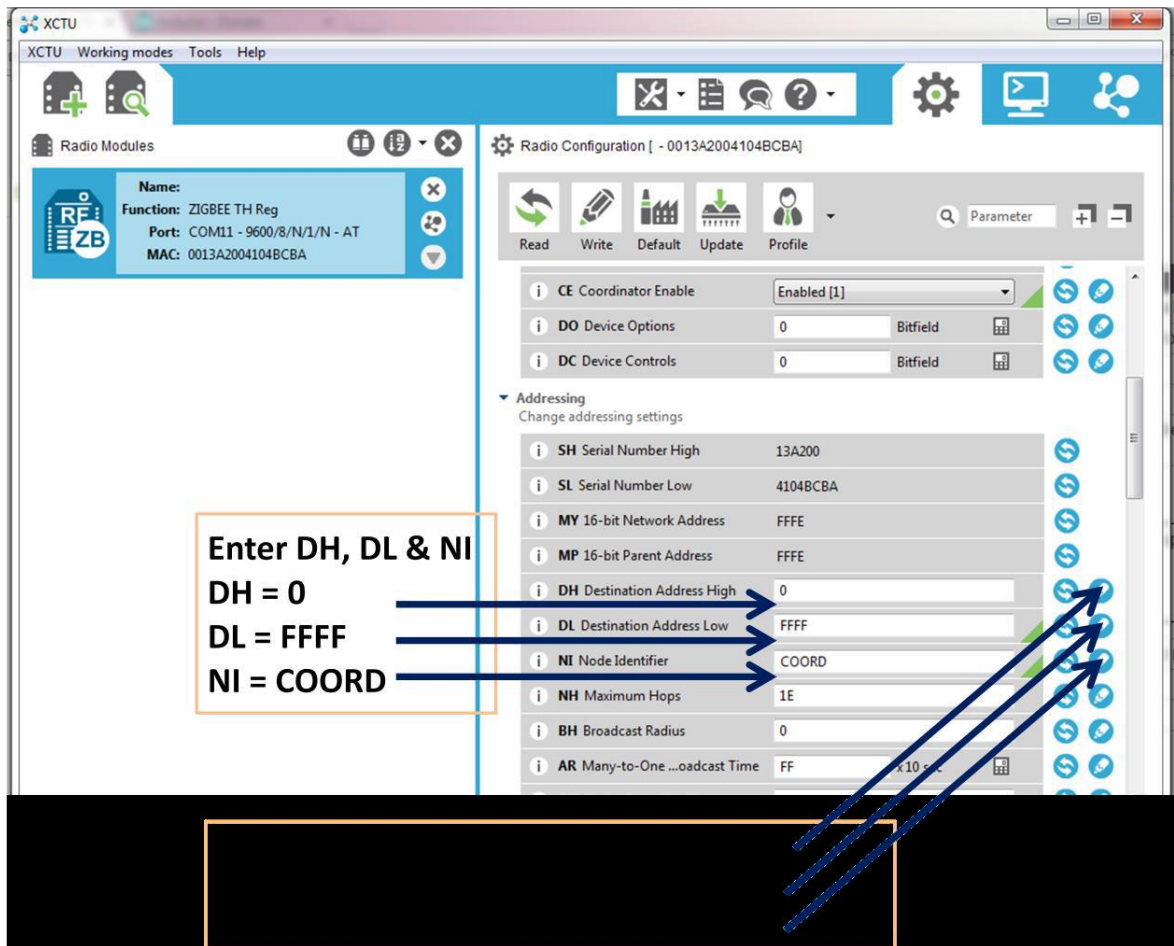 XCTU
XCTU Working modes Tools Help
Radio Modules
Radio Configuration [ - 0013A2004104BCBA]
Name:
Function: ZIGBEE TH Reg
Port: COM11 - 9600/8/N/1/N - AT
MAC: 0013A2004104BCBA
RF
ZB
Read Write Default Update Profile
Parameter
i CE Coordinator Enable Enabled [1]
i DO Device Options 0 Bitfield
i DC Device Controls 0 Bitfield
Addressing
Change addressing settings
i SH Serial Number High 13A200
i SL Serial Number Low 4104BCBA
i MY 16-bit Network Address FFFE
i MP 16-bit Parent Address FFFE
i DH Destination Address High 0
i DL Destination Address Low FFFF
i NI Node Identifier COORD
i NH Maximum Hops 1E
i BH Broadcast Radius 0
i AR Many-to-One ...oadcast Time FF x 10 sec
Enter DH, DL & NI
DH = 0
DL = FFFF
NI = COORD